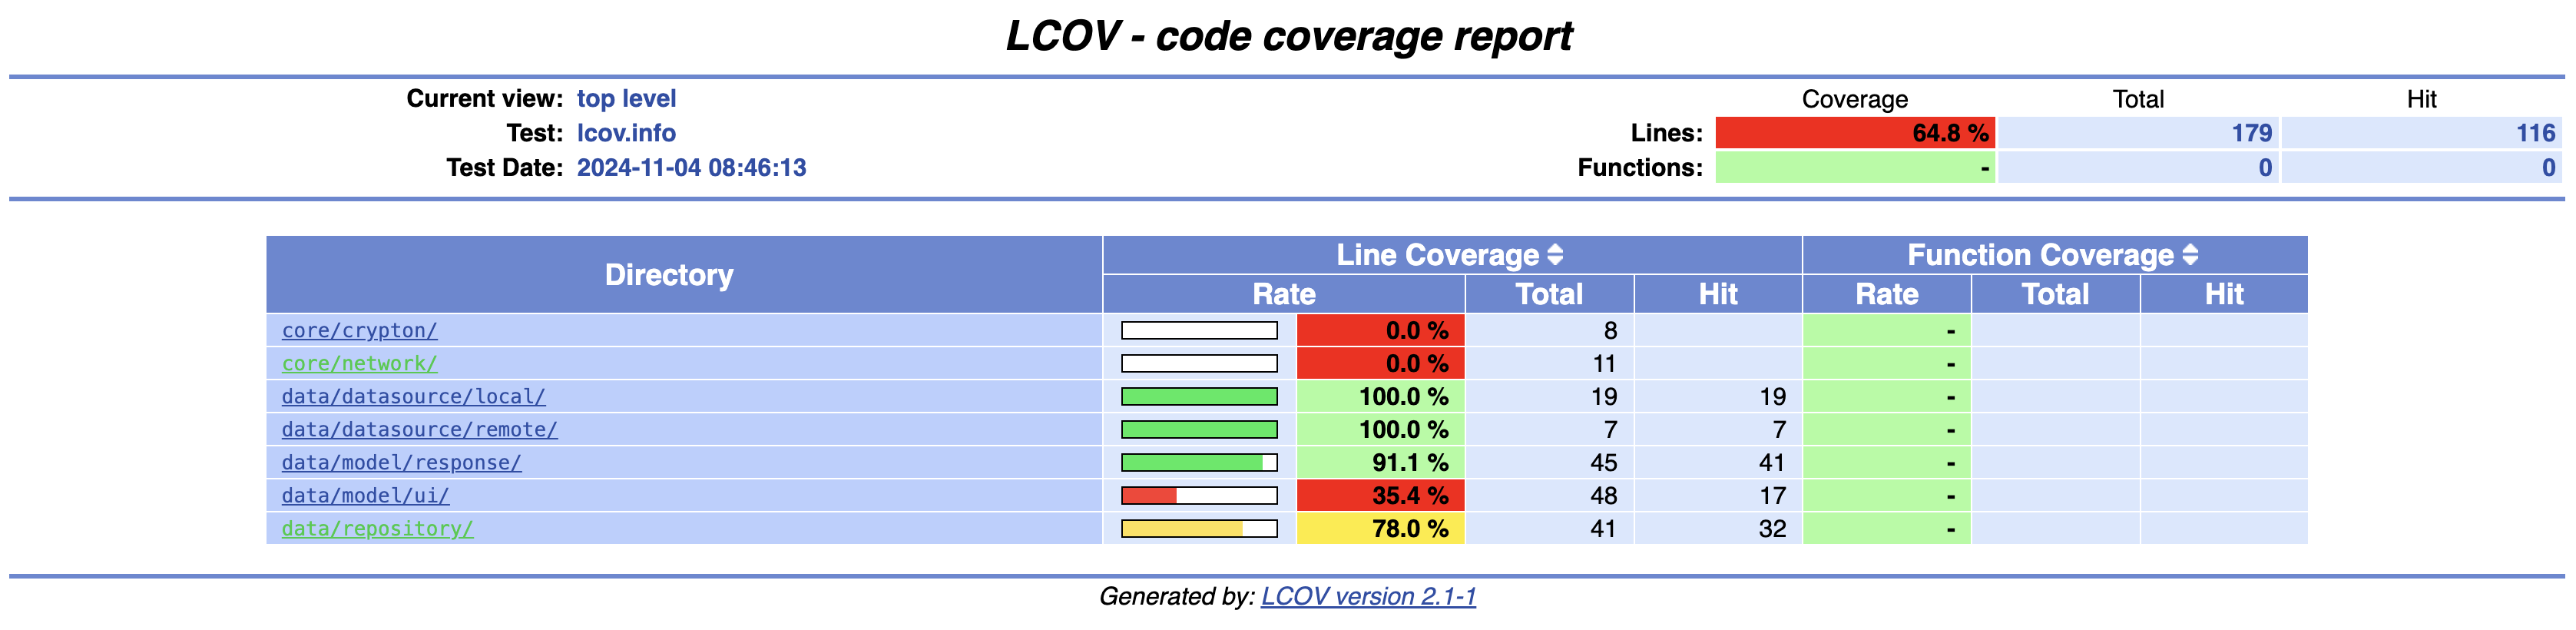 LCOV - code coverage report
Current view: top level
Coverage Total Hit
Test: lcov.info
Lines: 64.8 % 179 116
Test Date: 2024-11-04 08:46:13
Functions: - 0 0
Directory Line Coverage Function Coverage
Rate Total Hit Rate Total Hit
core/crypton/ 0.0 % 8 -
core/network/ 0.0 % 11 -
data/datasource/local/ 100.0 % 19 19 -
data/datasource/remote/ 100.0 % 7 7 -
data/model/response/ 91.1 % 45 41 -
data/model/ui/ 35.4 % 48 17 -
data/repository/ 78.0 % 41 32 -
Generated by: LCOV version 2.1-1